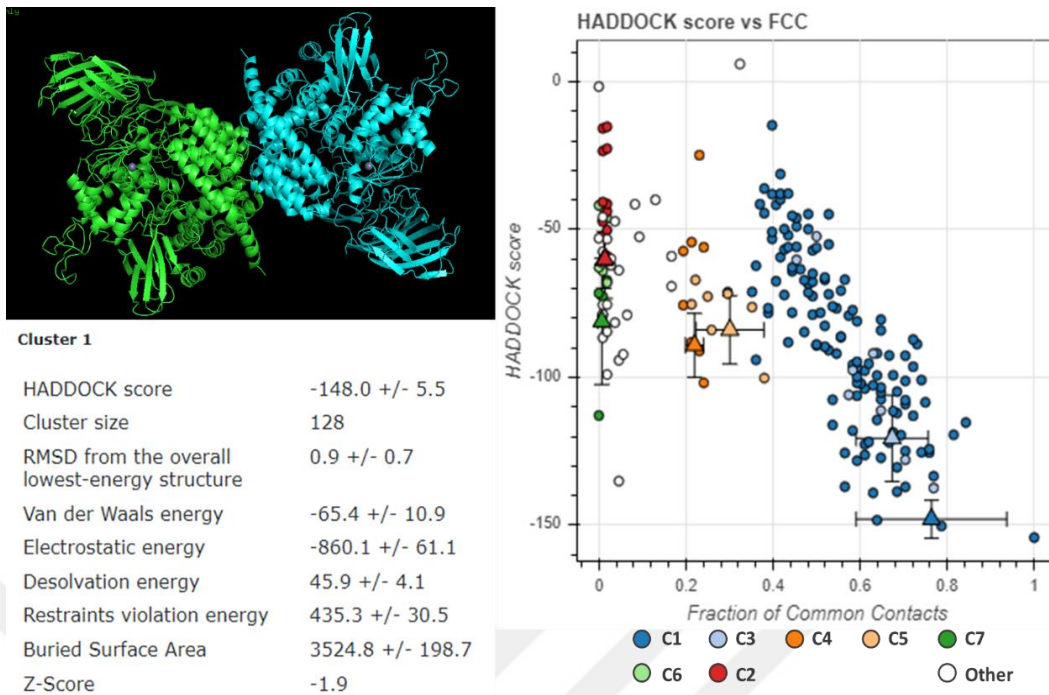 Cluster 1
HADDOCK score -148.0 +/- 5.5
Cluster size 128
RMSD from the overall
lowest-energy structure 0.9 +/- 0.7
Van der Waals energy -65.4 +/- 10.9
Electrostatic energy -860.1 +/- 61.1
Desolvation energy 45.9 +/- 4.1
Restraints violation energy 435.3 +/- 30.5
Buried Surface Area 3524.8 +/- 198.7
Z-Score -1.9
HADDOCK score vs FCC
HADDOCK score
0
-50
-100
-150
0 0.2 0.4 0.6 0.8 1
Fraction of Common Contacts
C1 C3 C4 C5 C7
C6 C2 Other